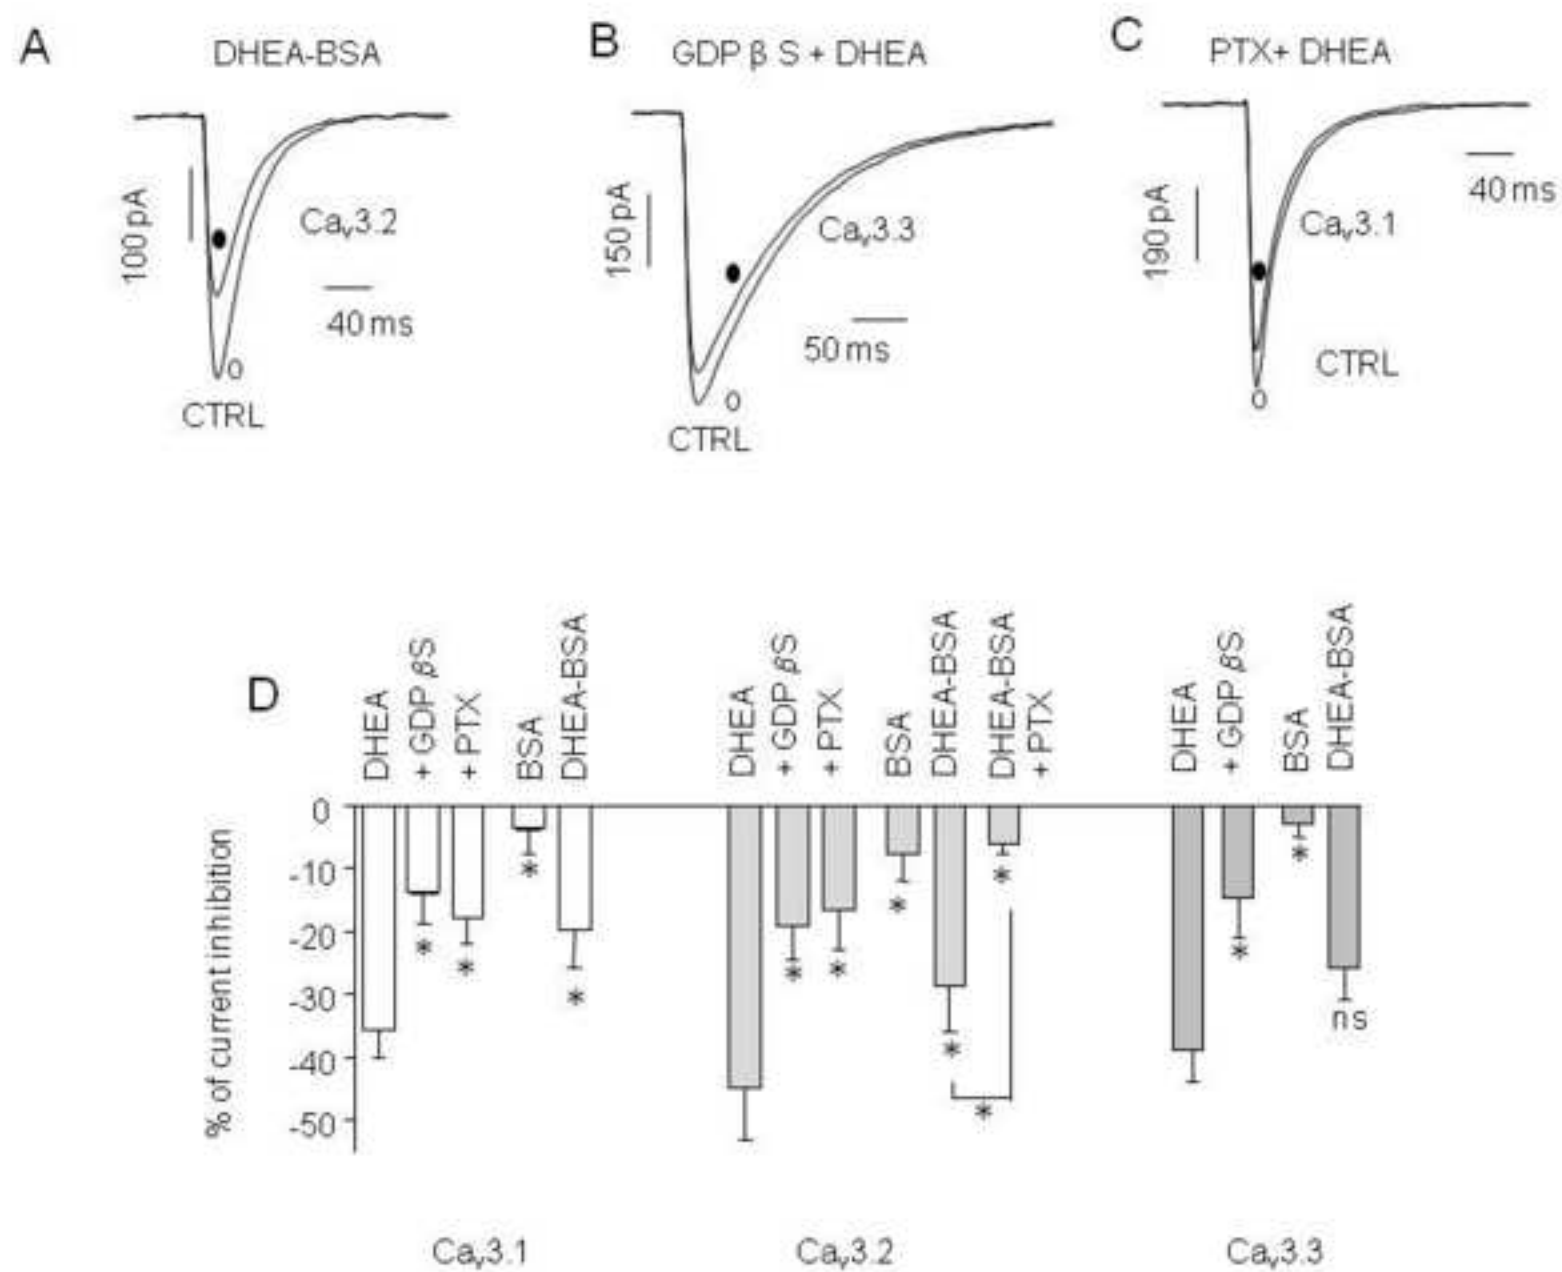 A
DHEA-BSA
100 pA
Cav3.2
40 ms
o
CTRL
B
GDP β S + DHEA
150 pA
Cav3.3
50 ms
o
CTRL
C
PTX+ DHEA
190 pA
Cav3.1
40 ms
CTRL
o
D
DHEA
+ GDP βS
+ PTX
BSA
DHEA-BSA
DHEA
+ GDP βS
+ PTX
BSA
DHEA-BSA
DHEA-BSA
+ PTX
DHEA
+ GDP βS
BSA
DHEA-BSA
% of current inhibition
0
-10
-20
-30
-40
-50
*
*
*
*
*
*
*
*
*
*
*
*
ns
Cav3.1
Cav3.2
Cav3.3